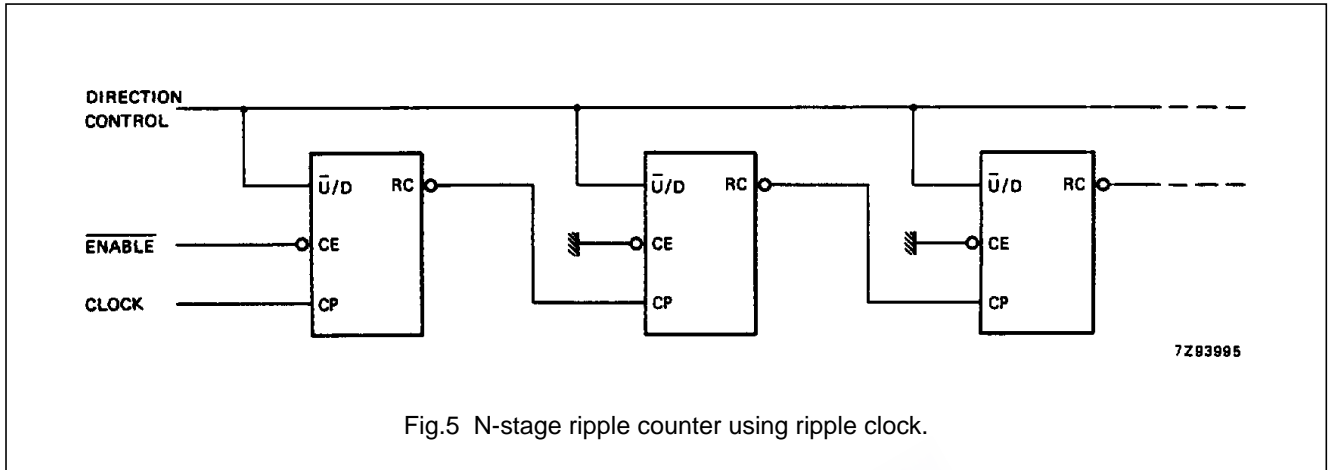 DIRECTION
CONTROL
Ū/D RC
Ū/D RC
Ū/D RC
E̅N̅A̅B̅L̅E̅ CE
CE
CE
CLOCK CP
CP
CP
7Z93995
Fig.5 N-stage ripple counter using ripple clock.